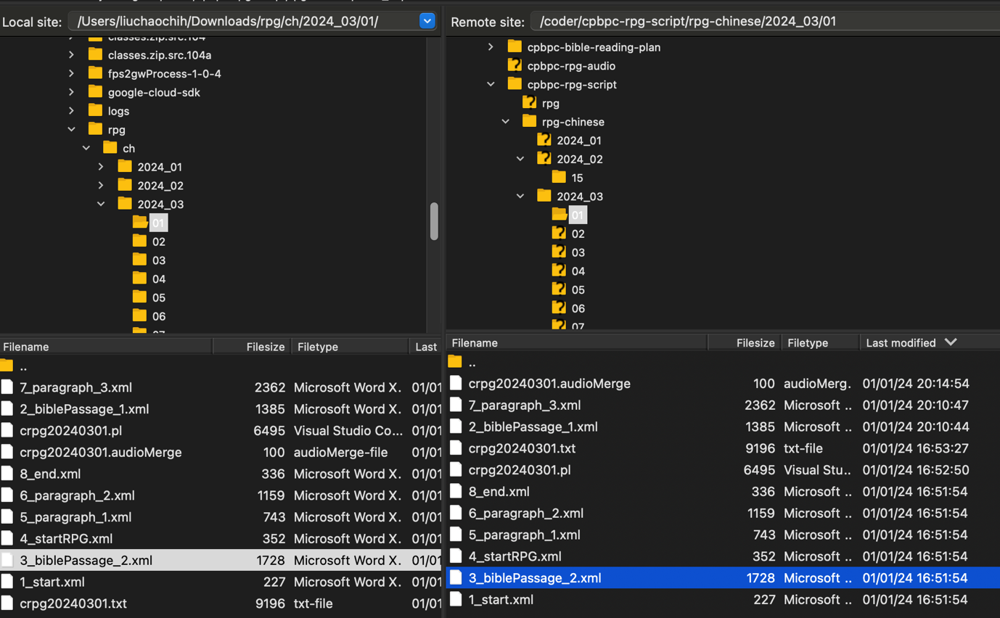 Local site: /Users/liuchaochih/Downloads/rpg/ch/2024_03/01/
classes.zip.src.104
classes.zip.src.104a
fps2gwProcess-1-0-4
google-cloud-sdk
logs
rpg
ch
2024_01
2024_02
2024_03
01
02
03
04
05
06
Filename Filesize Filetype Last
..
7_paragraph_3.xml 2362 Microsoft Word X. 01/01
2_biblePassage_1.xml 1385 Microsoft Word X. 01/01
crpg20240301.pl 6495 Visual Studio Co... 01/01
crpg20240301.audioMerge 100 audioMerge-file 01/01
8_end.xml 336 Microsoft Word X. 01/01
6_paragraph_2.xml 1159 Microsoft Word X. 01/01
5_paragraph_1.xml 743 Microsoft Word X. 01/01
4_startRPG.xml 352 Microsoft Word X. 01/01
3_biblePassage_2.xml 1728 Microsoft Word X. 01/01
1_start.xml 227 Microsoft Word X. 01/01
crpg20240301.txt 9196 txt-file 01/01
Remote site: /coder/cpbpc-rpg-script/rpg-chinese/2024_03/01
cpbpc-bible-reading-plan
cpbpc-rpg-audio
cpbpc-rpg-script
rpg
rpg-chinese
2024_01
2024_02
15
2024_03
01
02
03
04
05
06
07
Filename Filesize Filetype Last modified
..
crpg20240301.audioMerge 100 audioMerg. 01/01/24 20:14:54
7_paragraph_3.xml 2362 Microsoft .. 01/01/24 20:10:47
2_biblePassage_1.xml 1385 Microsoft .. 01/01/24 20:10:44
crpg20240301.txt 9196 txt-file 01/01/24 16:53:27
crpg20240301.pl 6495 Visual Stu.. 01/01/24 16:52:50
8_end.xml 336 Microsoft .. 01/01/24 16:51:54
6_paragraph_2.xml 1159 Microsoft .. 01/01/24 16:51:54
5_paragraph_1.xml 743 Microsoft .. 01/01/24 16:51:54
4_startRPG.xml 352 Microsoft .. 01/01/24 16:51:54
3_biblePassage_2.xml 1728 Microsoft .. 01/01/24 16:51:54
1_start.xml 227 Microsoft .. 01/01/24 16:51:54